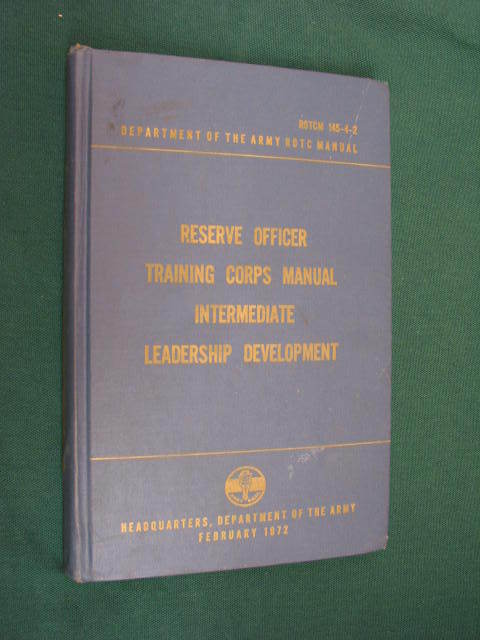 ROTCM 145-4-2
DEPARTMENT OF THE ARMY ROTC MANUAL
RESERVE OFFICER
TRAINING CORPS MANUAL
INTERMEDIATE
LEADERSHIP DEVELOPMENT
HEADQUARTERS, DEPARTMENT OF THE ARMY
FEBRUARY 1972